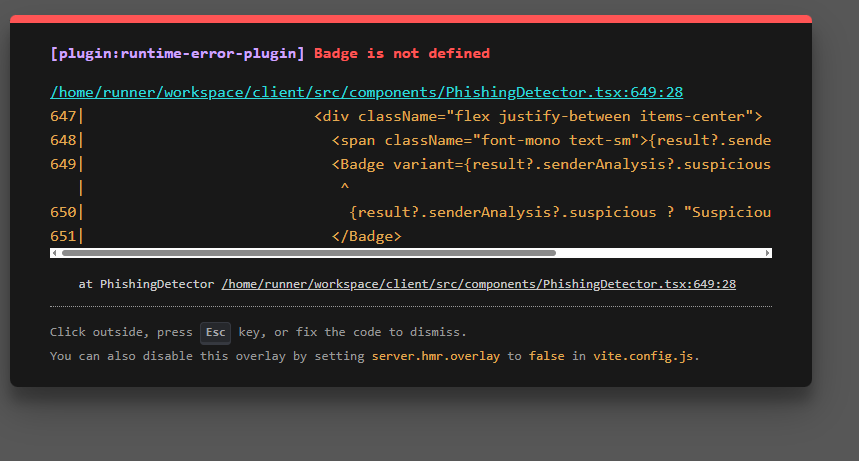 [plugin:runtime-error-plugin] Badge is not defined
/home/runner/workspace/client/src/components/PhishingDetector.tsx:649:28
647| <div className="flex justify-between items-center">
648| <span className="font-mono text-sm">{result?.sende
649| <Badge variant={result?.senderAnalysis?.suspicious
| ^
650| {result?.senderAnalysis?.suspicious ? "Suspiciou
651| </Badge>
at PhishingDetector /home/runner/workspace/client/src/components/PhishingDetector.tsx:649:28
Click outside, press Esc key, or fix the code to dismiss.
You can also disable this overlay by setting server.hmr.overlay to false in vite.config.js.